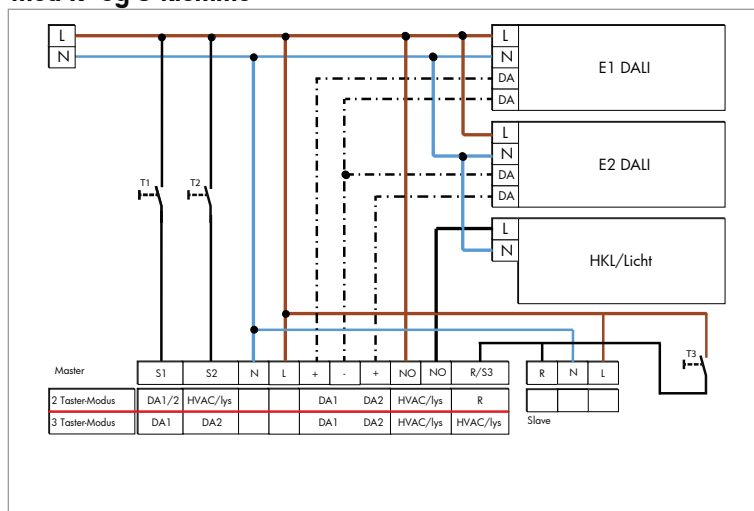 L
N
L
N
DA
DA
E1 DALI
L
N
DA
DA
E2 DALI
L
N
HKL/Licht
T1
T2
T3
Master
S1 S2 N L + - + NO NO R/S3
R N L
2 Taster-Modus DA1/2 HVAC/lys DA1 DA2 HVAC/lys R
3 Taster-Modus DA1 DA2 DA1 DA2 HVAC/lys HVAC/lys
Slave